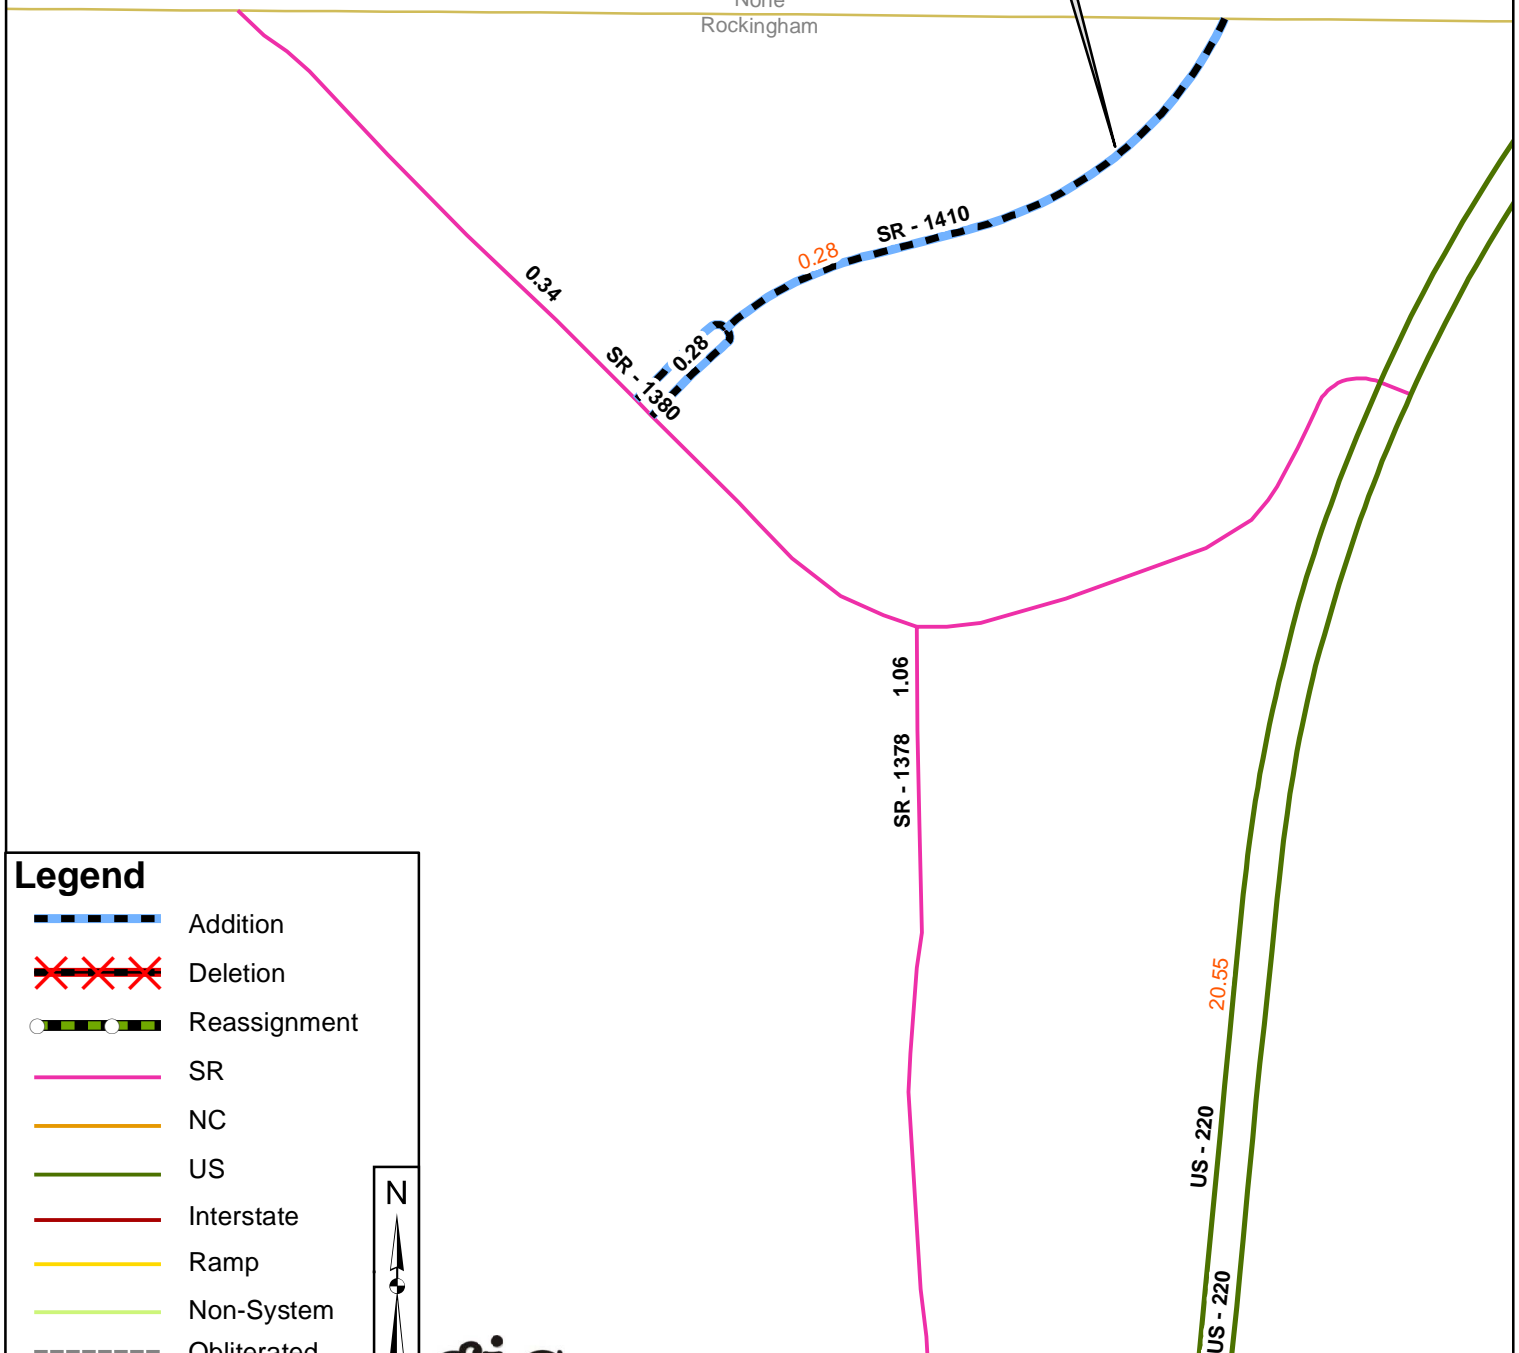 None
Rockingham
SR - 1410
0.28
0.34
0.28
SR - 1380
1.06
SR - 1378
20.55
US - 220
US - 220
Legend
Addition
Deletion
Reassignment
SR
NC
US
Interstate
Ramp
Non-System
Obliterated
N